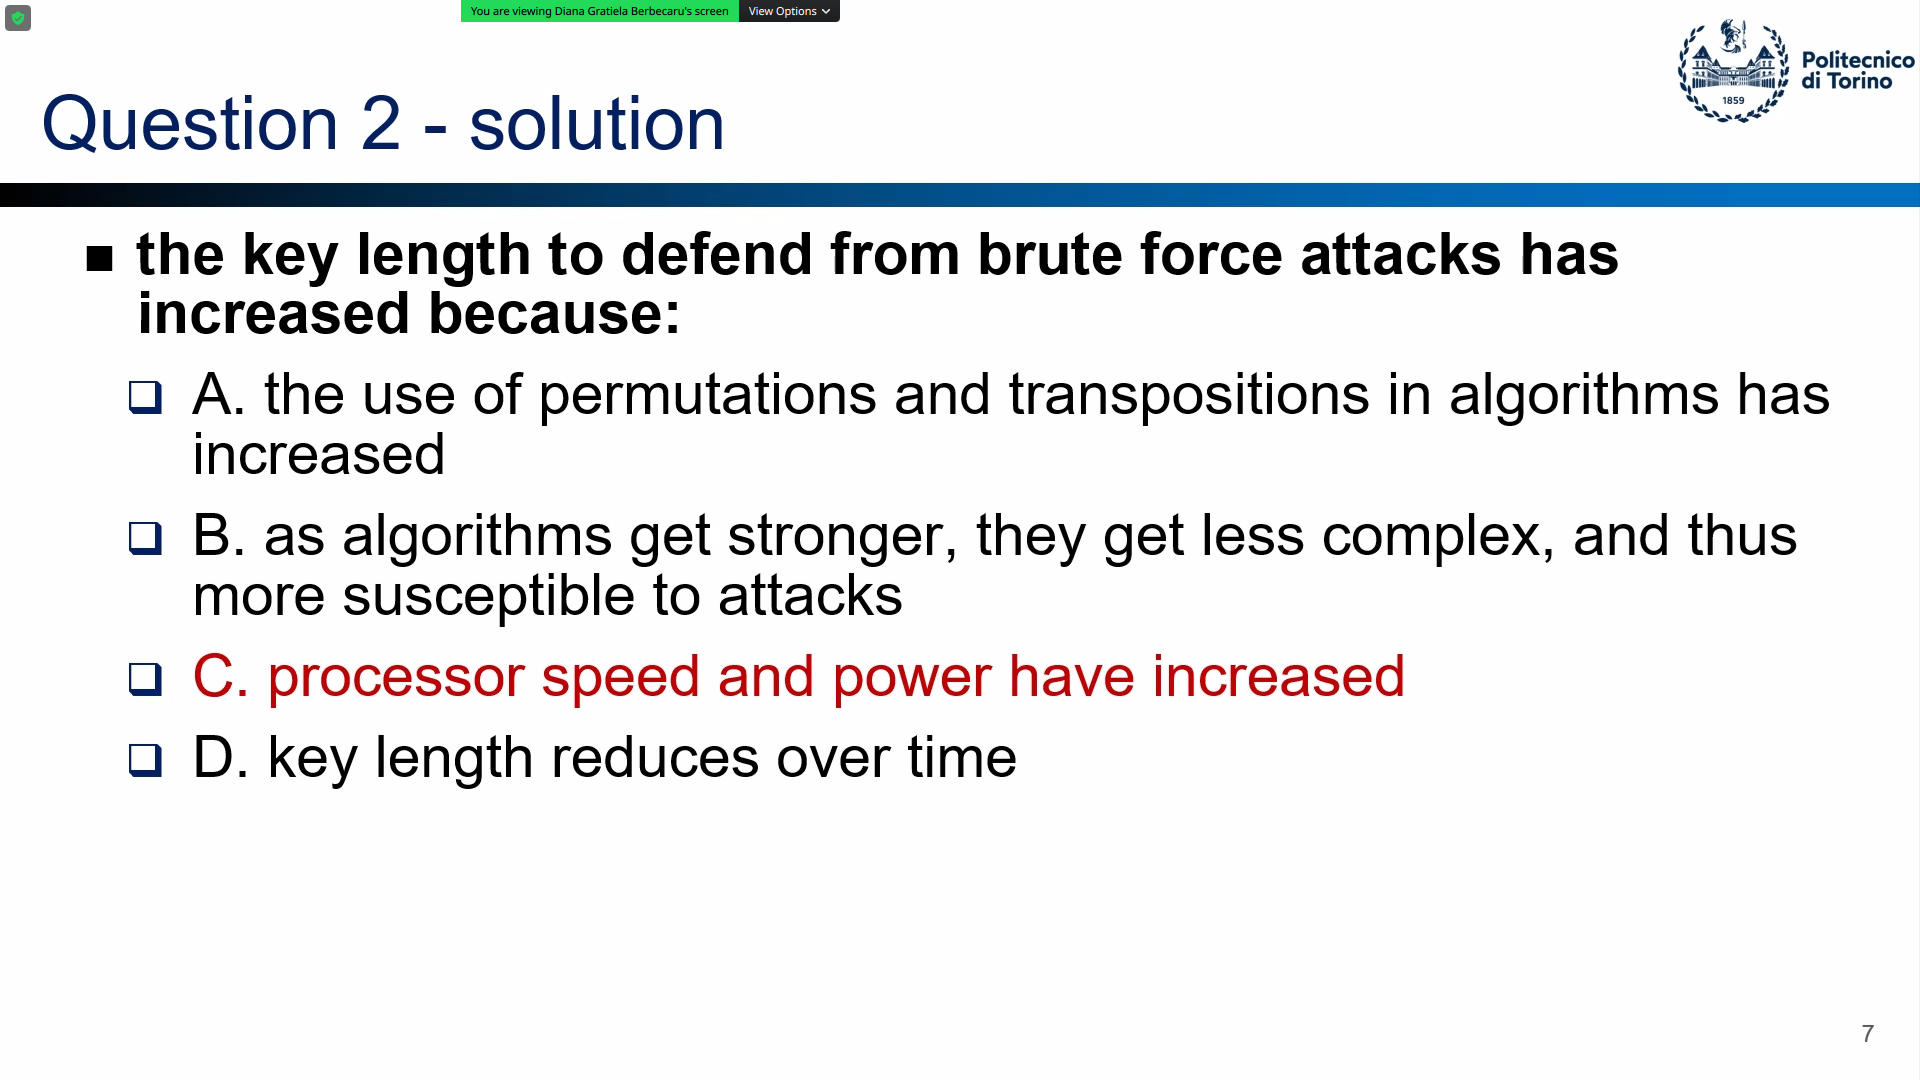 You are viewing Diana Gratiela Berbecaru's screen
View Options
Politecnico
di Torino
1859
Question 2 - solution
the key length to defend from brute force attacks has
increased because:
A. the use of permutations and transpositions in algorithms has
increased
B. as algorithms get stronger, they get less complex, and thus
more susceptible to attacks
C. processor speed and power have increased
D. key length reduces over time
7